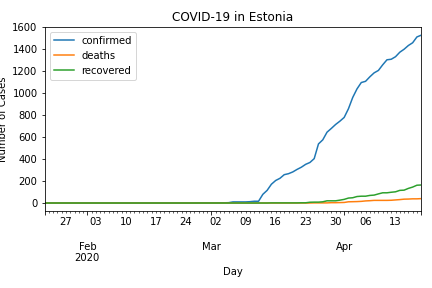 COVID-19 in Estonia
confirmed
deaths
recovered
1600
1400
1200
1000
800
600
400
200
0
Number of Cases
27 03 10 17 24 02 09 16 23 30 06 13
Feb Mar Apr
2020
Day